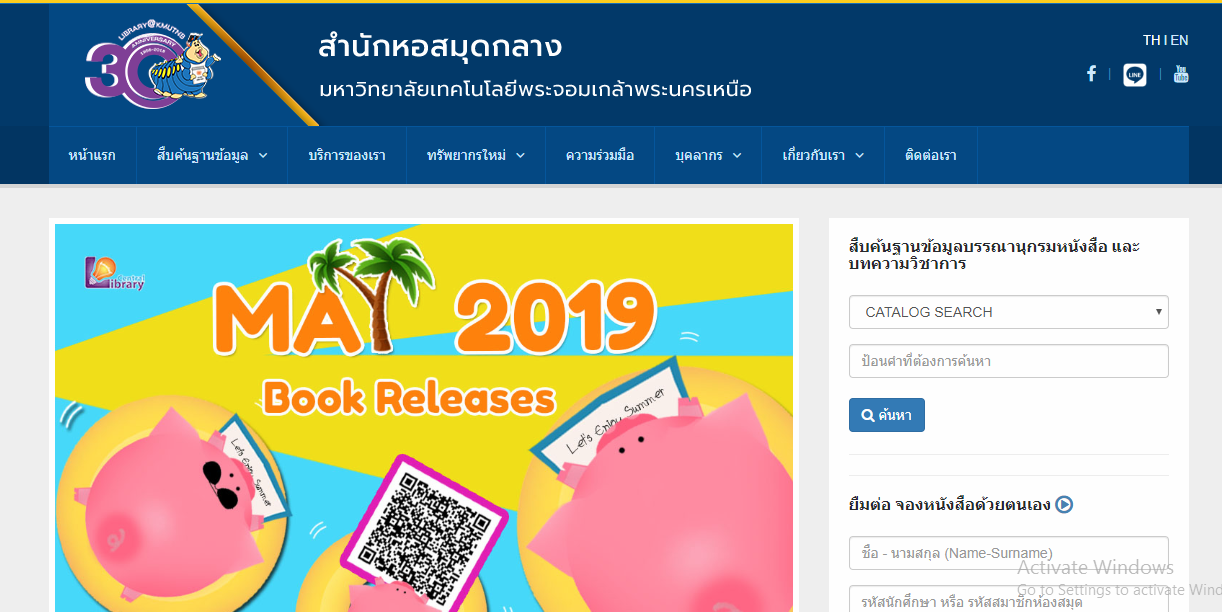 LIBRARY@KMUTNB
30
ANNIVERSARY
1988-2018
สำนักหอสมุดกลาง
มหาวิทยาลัยเทคโนโลยีพระจอมเกล้าพระนครเหนือ
TH I EN
LINE
You
Tube
หน้าแรก
สืบค้นฐานข้อมูล
บริการของเรา
ทรัพยากรใหม่
ความร่วมมือ
บุคลากร
เกี่ยวกับเรา
ติดต่อเรา
Central
Library
MAY 2019
Book Releases
Let's Enjoy Summer
Let's Enjoy Summer
สืบค้นฐานข้อมูลบรรณานุกรมหนังสือ และ
บทความวิชาการ
CATALOG SEARCH
ป้อนคำที่ต้องการค้นหา
ค้นหา
ยืมต่อ จองหนังสือด้วยตนเอง
ชื่อ - นามสกุล (Name-Surname)
Activate Windows
Go to Settings to activate Wind
รหัสนักศึกษา หรือ รหัสสมาชิกห้องสมุด